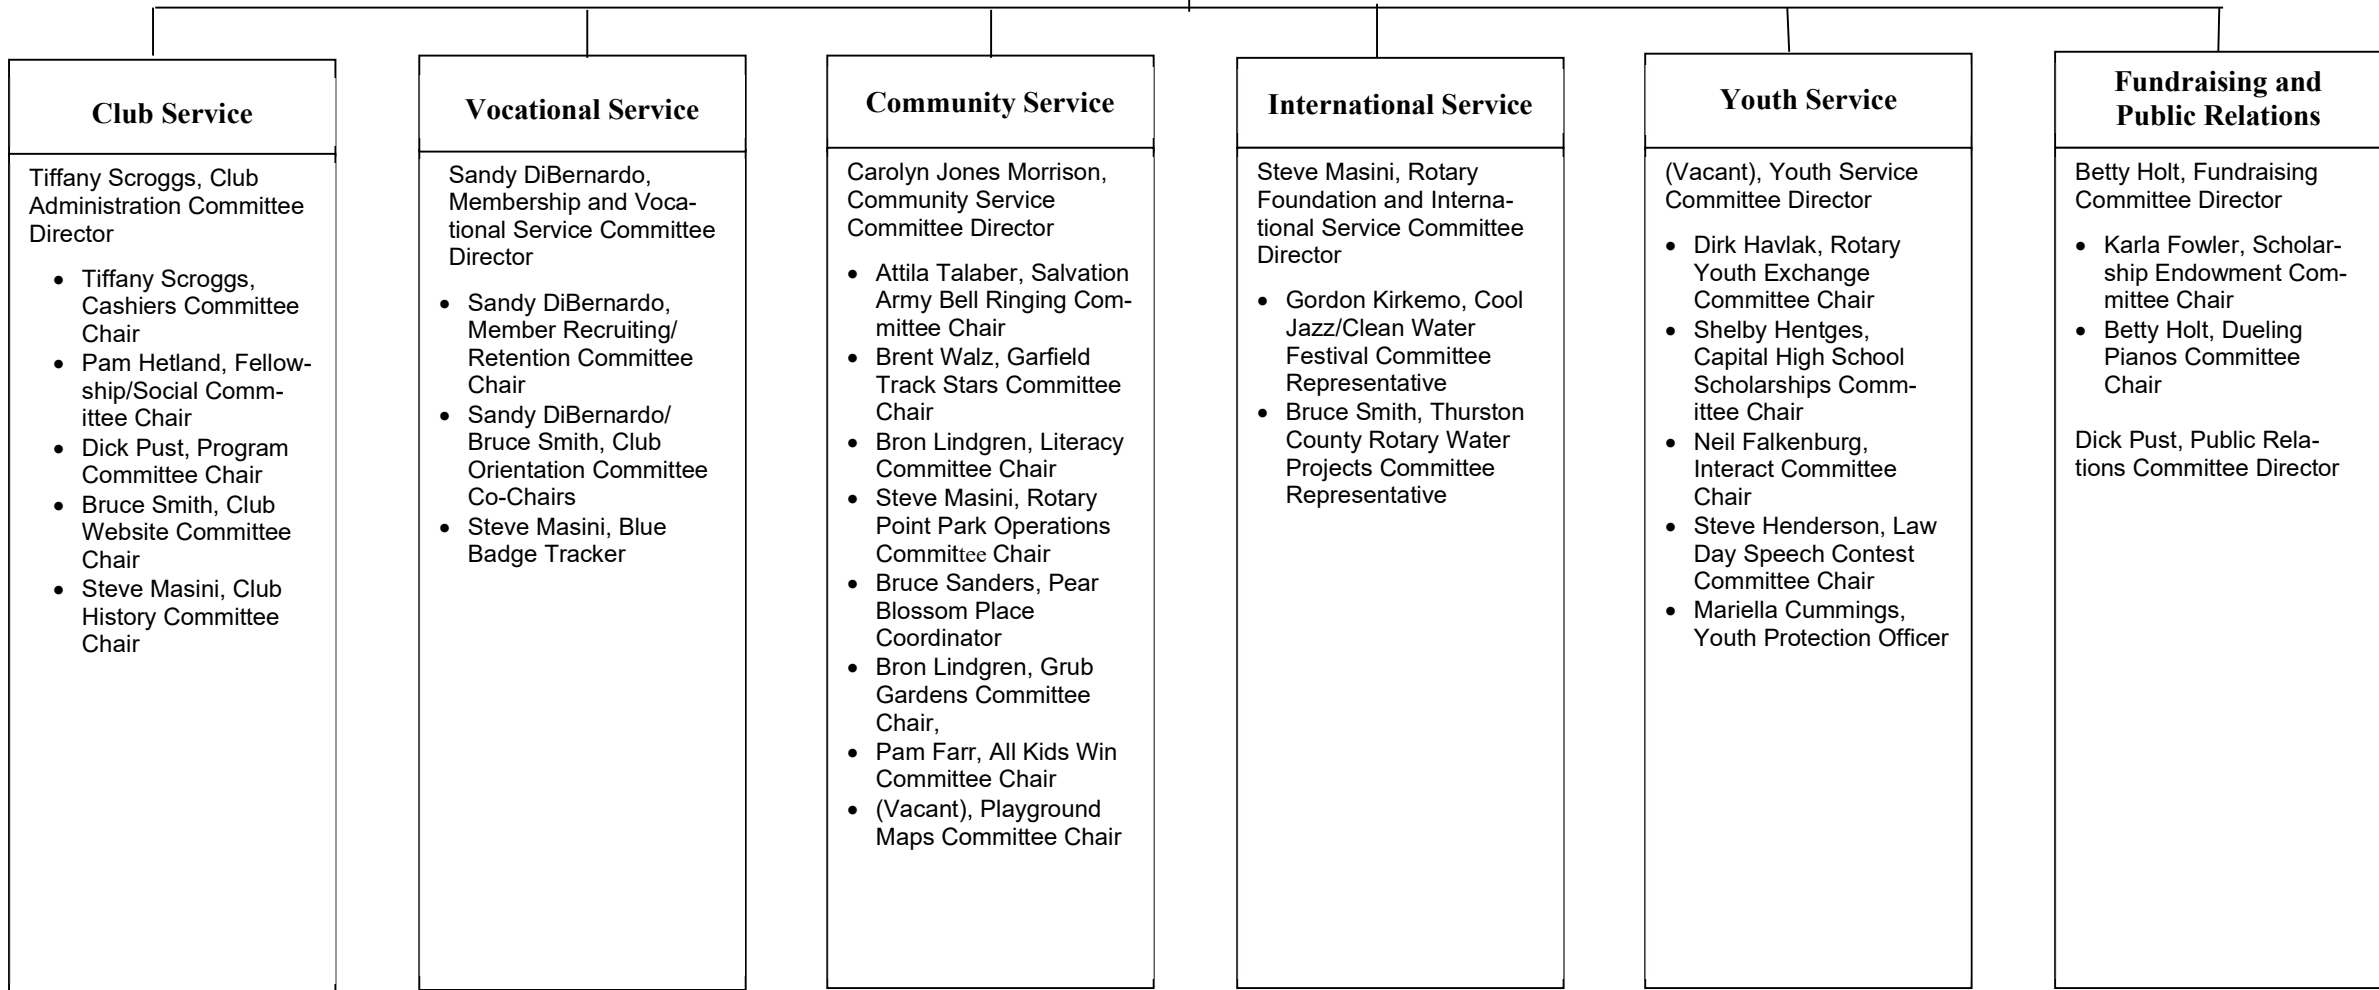 Club Service
Tiffany Scroggs, Club
Administration Committee
Director
• Tiffany Scroggs,
Cashiers Committee
Chair
• Pam Hetland, Fellow-
ship/Social Comm-
ittee Chair
• Dick Pust, Program
Committee Chair
• Bruce Smith, Club
Website Committee
Chair
• Steve Masini, Club
History Committee
Chair
Vocational Service
Sandy DiBernardo,
Membership and Voca-
tional Service Committee
Director
• Sandy DiBernardo,
Member Recruiting/
Retention Committee
Chair
• Sandy DiBernardo/
Bruce Smith, Club
Orientation Committee
Co-Chairs
• Steve Masini, Blue
Badge Tracker
Community Service
Carolyn Jones Morrison,
Community Service
Committee Director
• Attila Talaber, Salvation
Army Bell Ringing Com-
mittee Chair
• Brent Walz, Garfield
Track Stars Committee
Chair
• Bron Lindgren, Literacy
Committee Chair
• Steve Masini, Rotary
Point Park Operations
Committee Chair
• Bruce Sanders, Pear
Blossom Place
Coordinator
• Bron Lindgren, Grub
Gardens Committee
Chair,
• Pam Farr, All Kids Win
Committee Chair
• (Vacant), Playground
Maps Committee Chair
International Service
Steve Masini, Rotary
Foundation and Interna-
tional Service Committee
Director
• Gordon Kirkemo, Cool
Jazz/Clean Water
Festival Committee
Representative
• Bruce Smith, Thurston
County Rotary Water
Projects Committee
Representative
Youth Service
(Vacant), Youth Service
Committee Director
• Dirk Havlak, Rotary
Youth Exchange
Committee Chair
• Shelby Hentges,
Capital High School
Scholarships Comm-
ittee Chair
• Neil Falkenburg,
Interact Committee
Chair
• Steve Henderson, Law
Day Speech Contest
Committee Chair
• Mariella Cummings,
Youth Protection Officer
Fundraising and
Public Relations
Betty Holt, Fundraising
Committee Director
• Karla Fowler, Scholar-
ship Endowment Com-
mittee Chair
• Betty Holt, Dueling
Pianos Committee
Chair
Dick Pust, Public Rela-
tions Committee Director